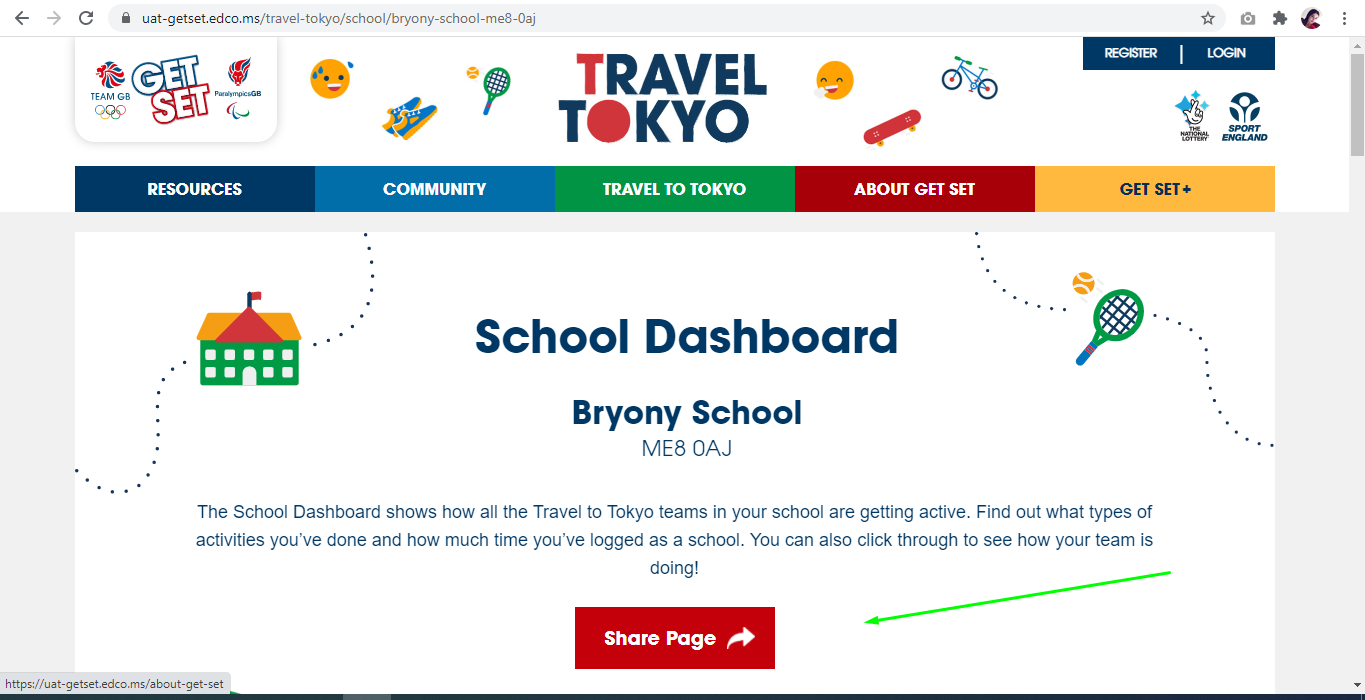 uat-getset.edco.ms/travel-tokyo/school/bryony-school-me8-0aj
REGISTER | LOGIN
TEAM GB
GET SET
ParalympicsGB
TRAVEL
TOKYO
THE NATIONAL LOTTERY
SPORT ENGLAND
RESOURCES
COMMUNITY
TRAVEL TO TOKYO
ABOUT GET SET
GET SET+
School Dashboard
Bryony School
ME8 0AJ
The School Dashboard shows how all the Travel to Tokyo teams in your school are getting active. Find out what types of
activities you’ve done and how much time you’ve logged as a school. You can also click through to see how your team is
doing!
Share Page
https://uat-getset.edco.ms/about-get-set